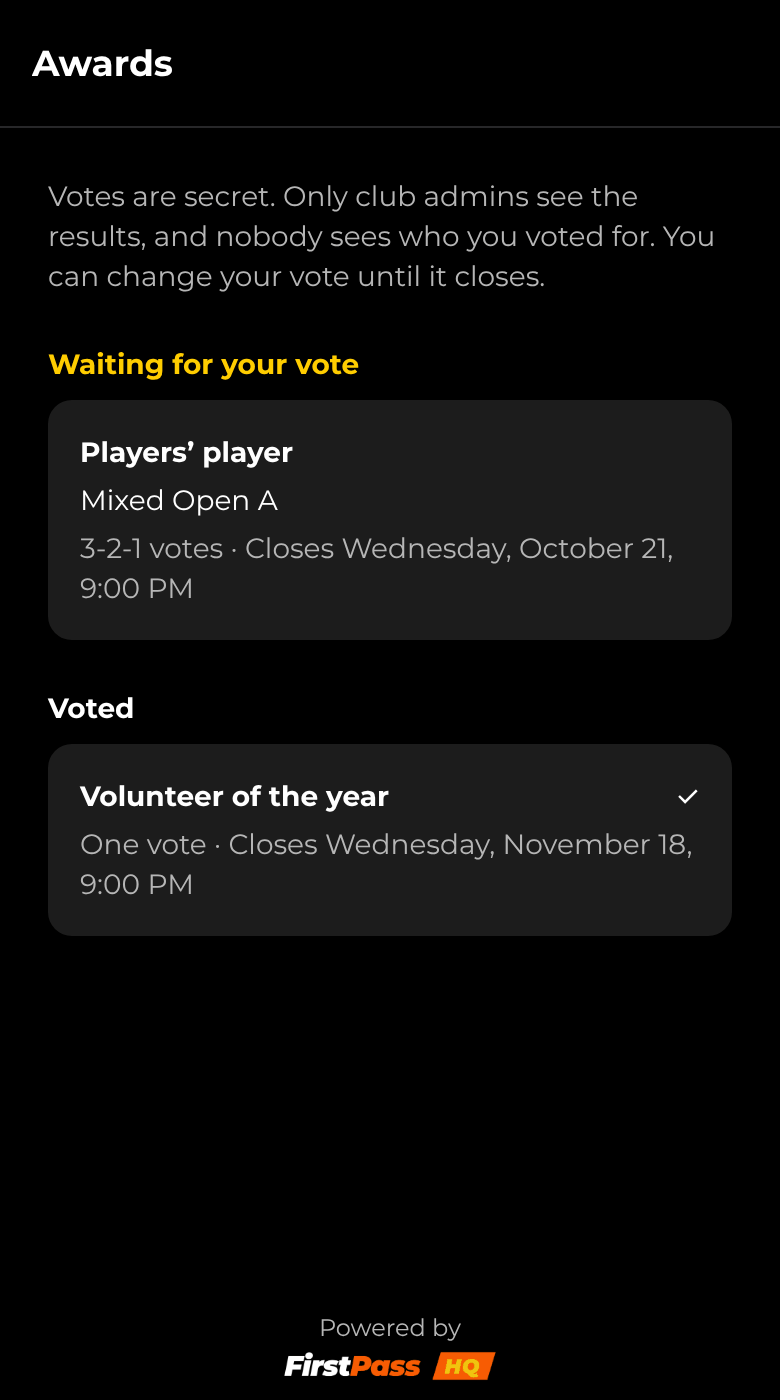 Awards
Votes are secret. Only club admins see the
results, and nobody sees who you voted for. You
can change your vote until it closes.
Waiting for your vote
Players’ player
Mixed Open A
3-2-1 votes · Closes Wednesday, October 21,
9:00 PM
Voted
Volunteer of the year
One vote · Closes Wednesday, November 18,
9:00 PM
Powered by
FirstPass HQ